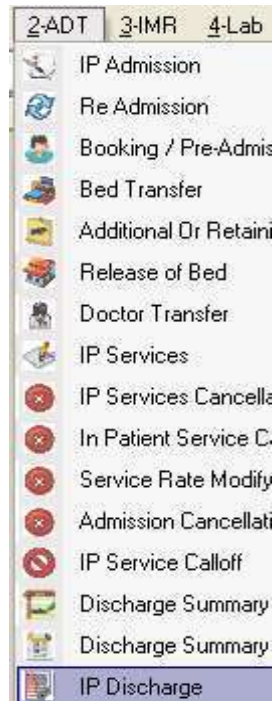 2-ADT 3-IMR 4-Lab
IP Admission
Re Admission
Booking / Pre-Admis
Bed Transfer
Additional Or Retaini
Release of Bed
Doctor Transfer
IP Services
IP Services Cancella
In Patient Service Ca
Service Rate Modify
Admission Cancellati
IP Service Calloff
Discharge Summary
Discharge Summary
IP Discharge